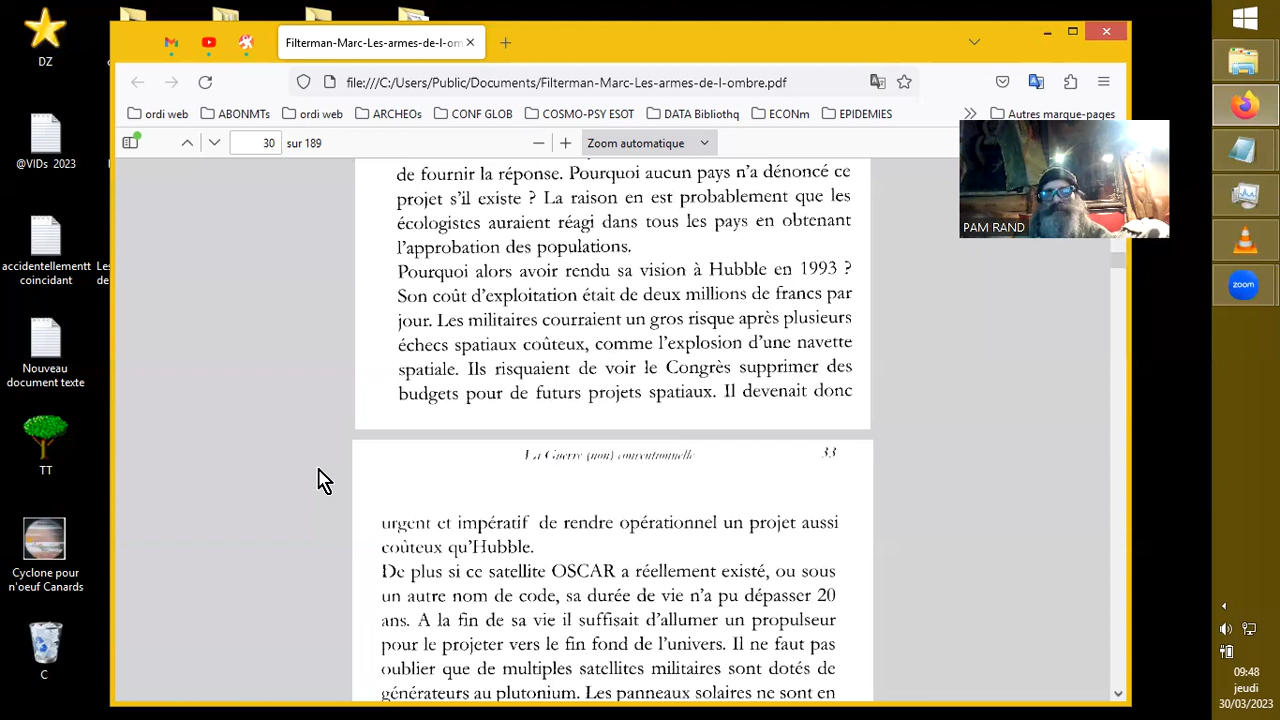 DZ
@VIDs 2023
accidentellementt
coincidant
Nouveau
document texte
TT
Cyclone pour
n'oeuf Canards
C
Filterman-Marc-Les-armes-de-l-om
file:///C:/Users/Public/Documents/Filterman-Marc-Les-armes-de-l-ombre.pdf
ordi web ABONMTs ordi web ARCHEOs CONF GLOB COSMO-PSY ESOT DATA Bibliothq ECONm EPIDEMIES Autres marque-pages
30 sur 189 Zoom automatique
de fournir la réponse. Pourquoi aucun pays n'a dénoncé ce
projet s'il existe ? La raison en est probablement que les
écologistes auraient réagi dans tous les pays en obtenant
l'approbation des populations.
Pourquoi alors avoir rendu sa vision à Hubble en 1993 ?
Son coût d'exploitation était de deux millions de francs par
jour. Les militaires courraient un gros risque après plusieurs
échecs spatiaux coûteux, comme l'explosion d'une navette
spatiale. Ils risquaient de voir le Congrès supprimer des
budgets pour de futurs projets spatiaux. Il devenait donc
La Guerre (non) conventionnelle 33
urgent et impératif de rendre opérationnel un projet aussi
coûteux qu'Hubble.
De plus si ce satellite OSCAR a réellement existé, ou sous
un autre nom de code, sa durée de vie n'a pu dépasser 20
ans. A la fin de sa vie il suffisait d'allumer un propulseur
pour le projeter vers le fin fond de l'univers. Il ne faut pas
oublier que de multiples satellites militaires sont dotés de
générateurs au plutonium. Les panneaux solaires ne sont en
PAM RAND
zoom
09:48
jeudi
30/03/2023